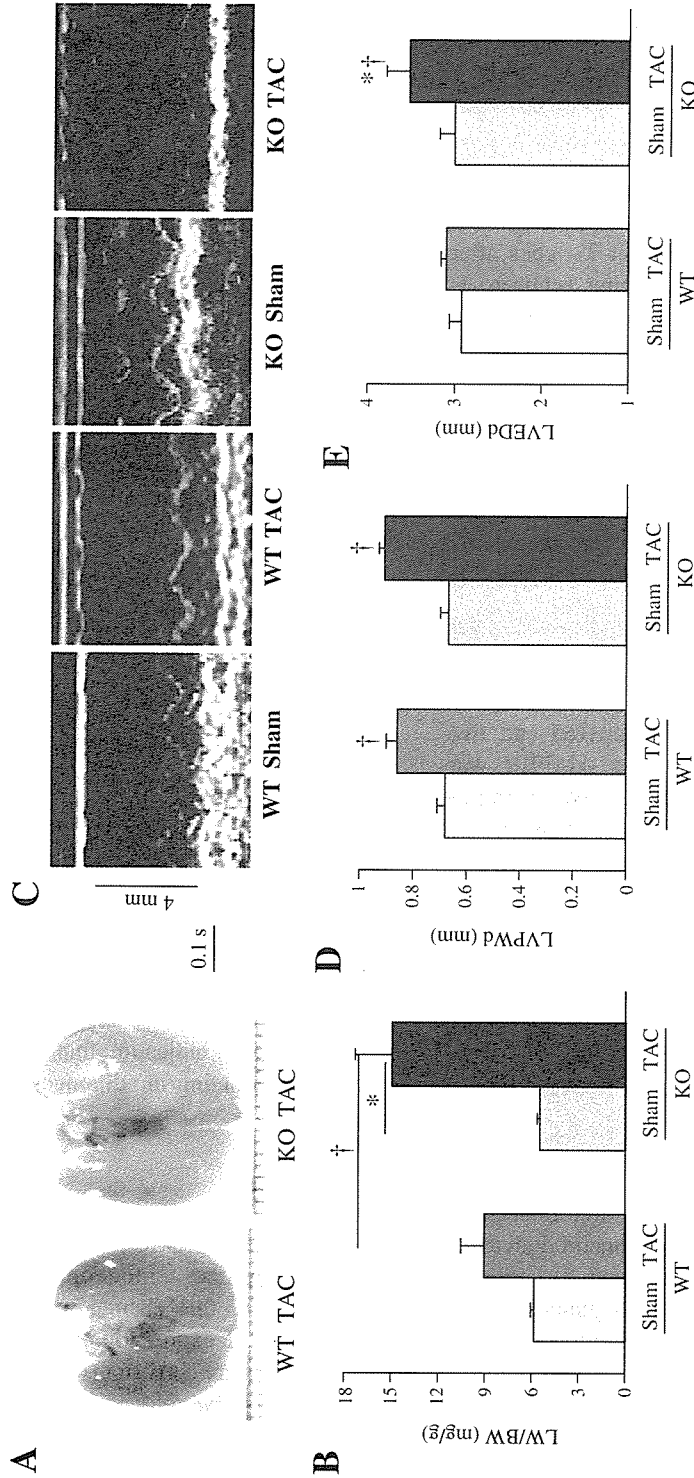 A
WT TAC
KO TAC
B
LW/BW (mg/g)
18
15
12
9
6
3
0
†
*
Sham TAC Sham TAC
WT KO
C
4 mm
0.1 s
WT Sham
WT TAC
KO Sham
KO TAC
D
LVPWd (mm)
1
0.8
0.6
0.4
0.2
0
†
†
Sham TAC Sham TAC
WT KO
E
LVEDd (mm)
4
3
2
1
*†
Sham TAC Sham TAC
WT KO